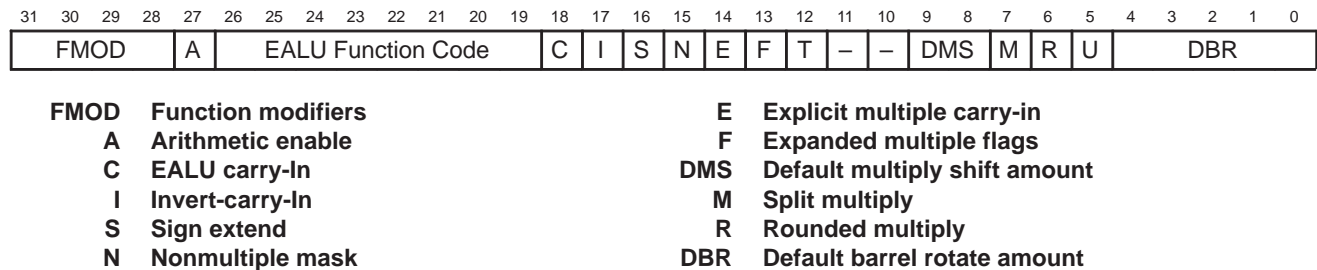 31 30 29 28 27 26 25 24 23 22 21 20 19 18 17 16 15 14 13 12 11 10 9 8 7 6 5 4 3 2 1 0
FMOD A EALU Function Code C I S N E F T – – DMS M R U DBR
FMOD Function modifiers E Explicit multiple carry-in
A Arithmetic enable F Expanded multiple flags
C EALU carry-In DMS Default multiply shift amount
I Invert-carry-In M Split multiply
S Sign extend R Rounded multiply
N Nonmultiple mask DBR Default barrel rotate amount